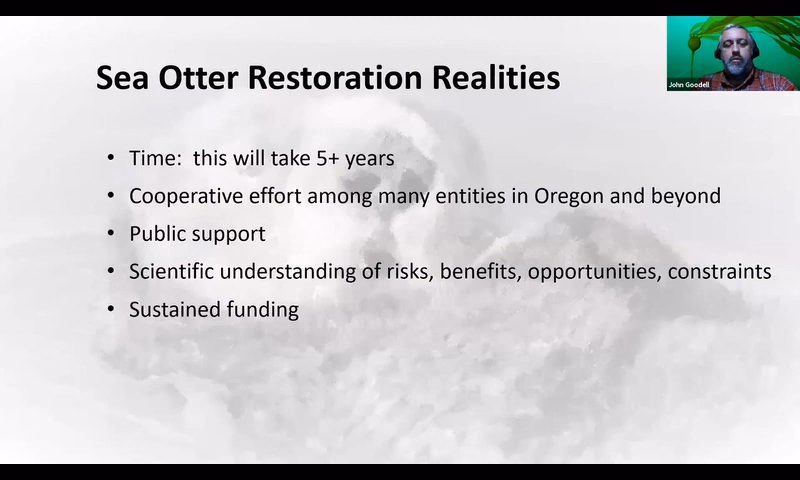 Sea Otter Restoration Realities
John Goodell
• Time:  this will take 5+ years
• Cooperative effort among many entities in Oregon and beyond
• Public support
• Scientific understanding of risks, benefits, opportunities, constraints
• Sustained funding